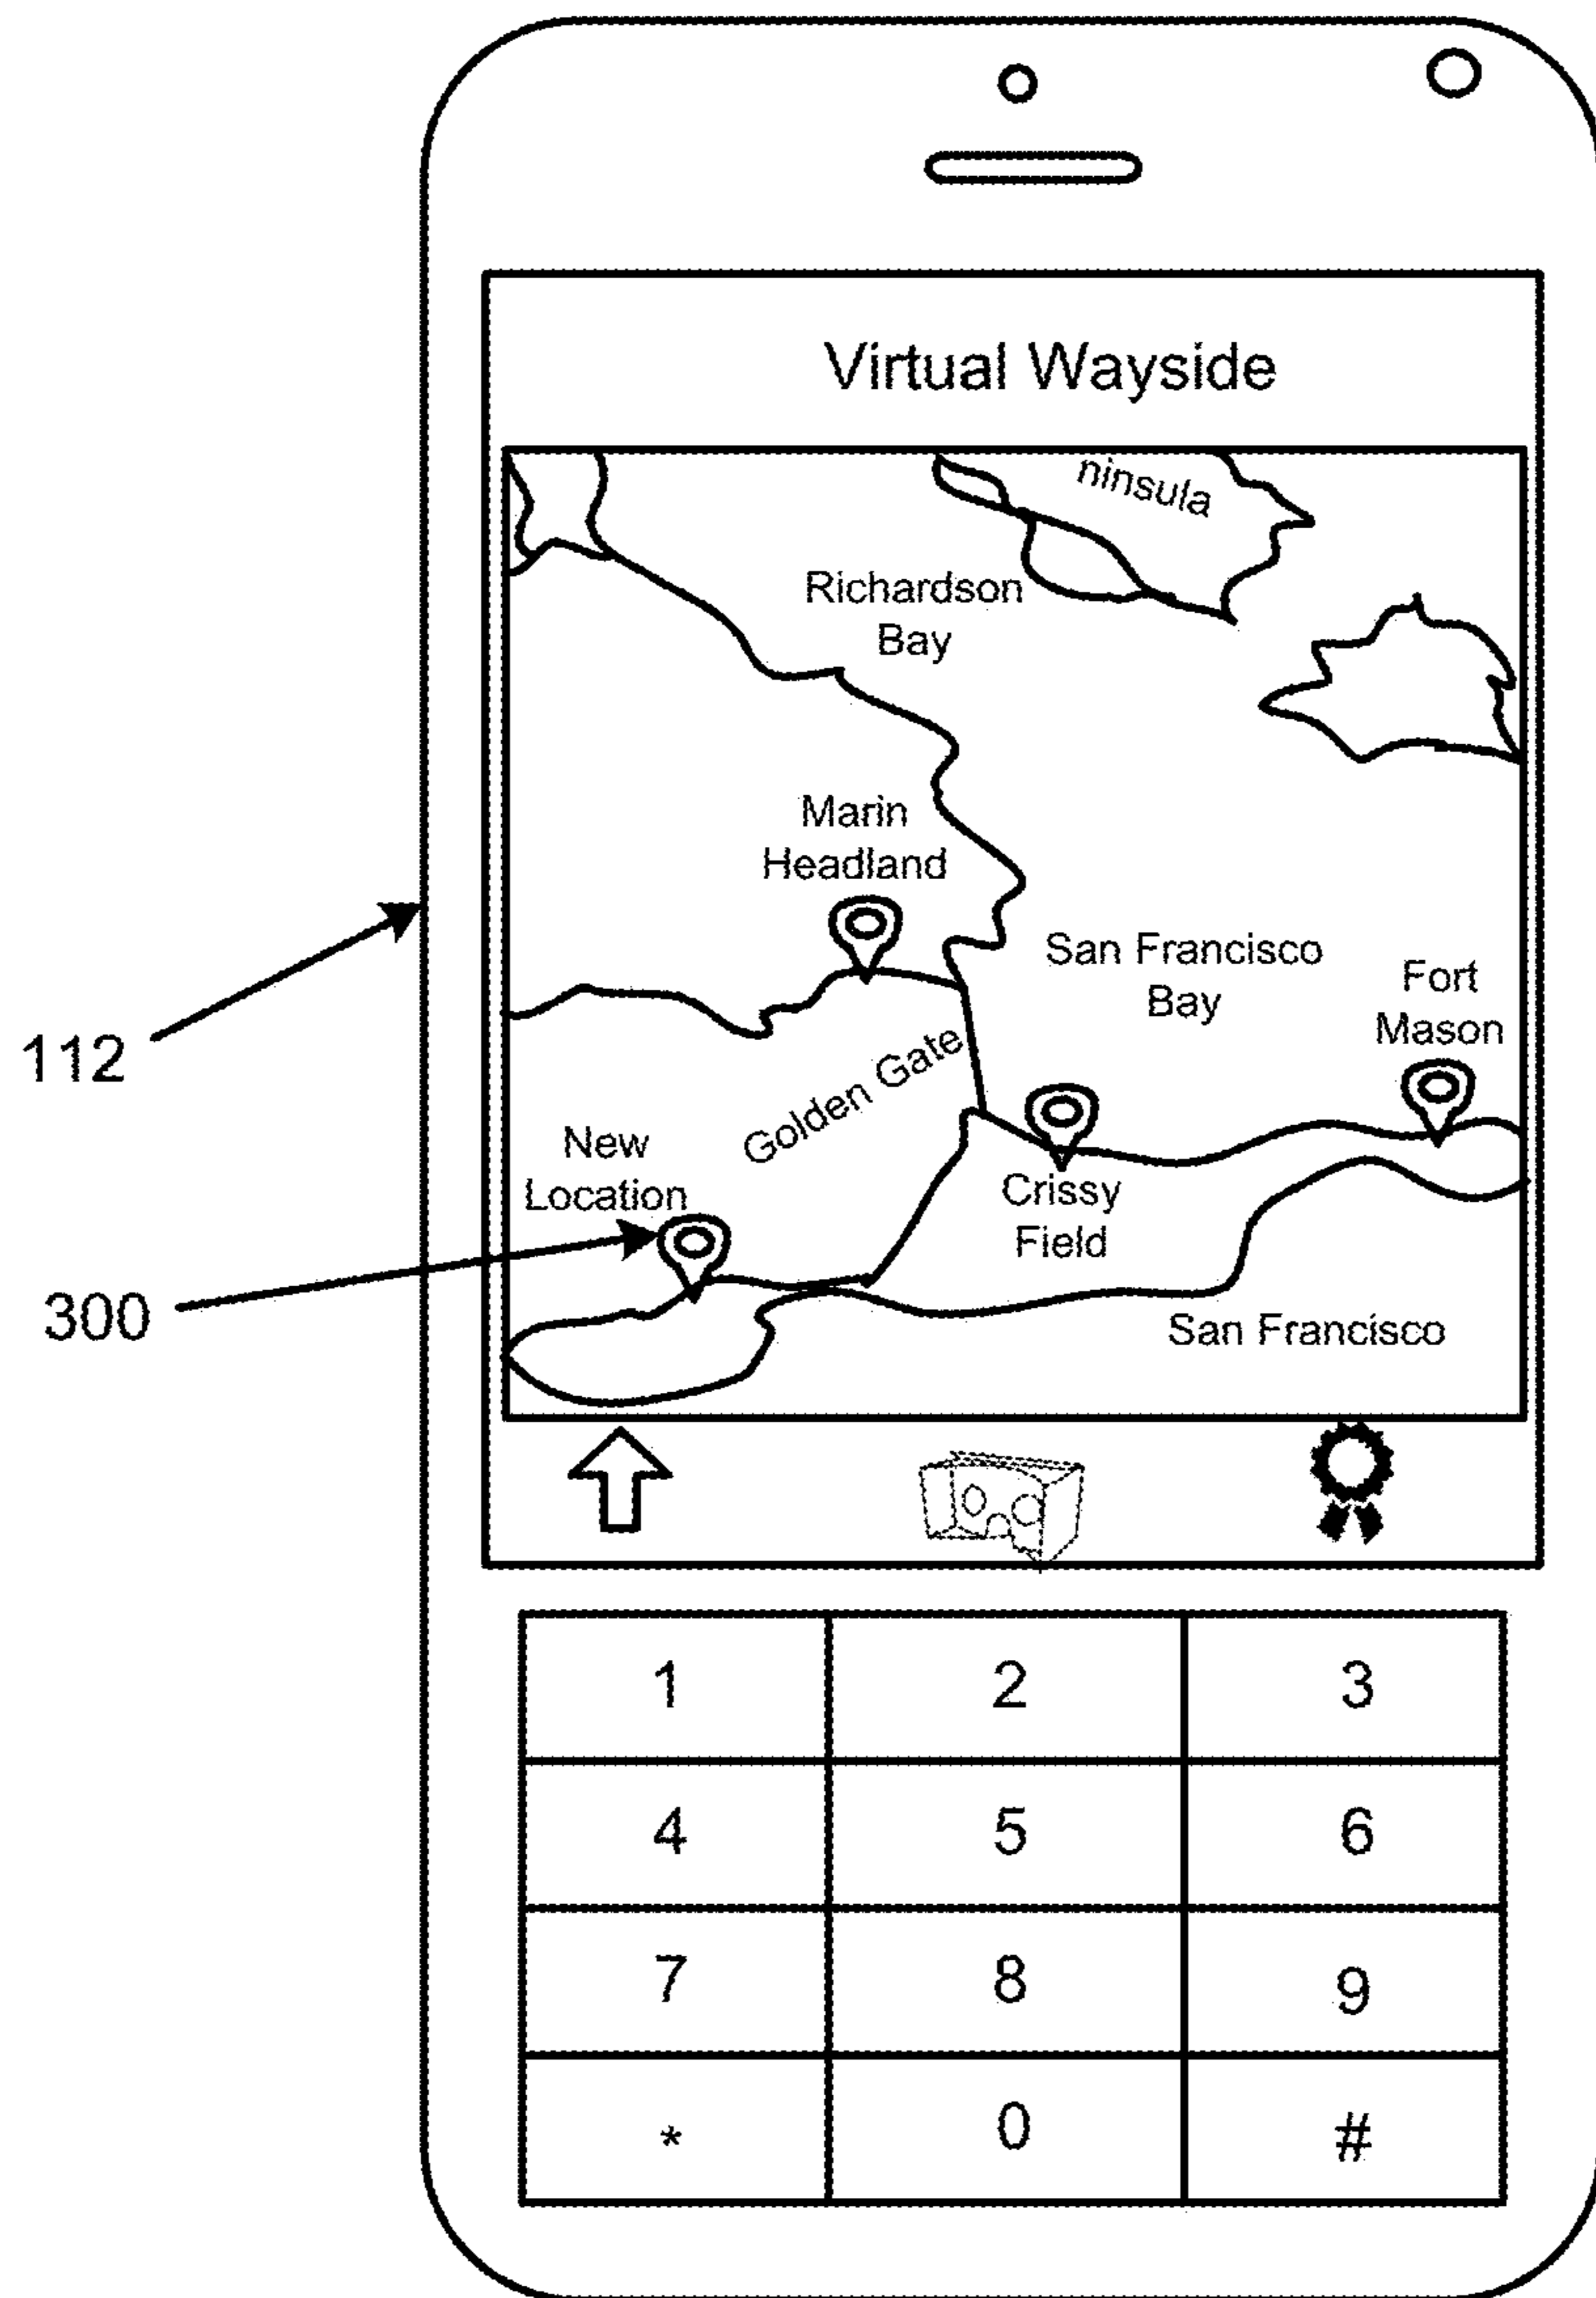 Virtual Wayside
ninsula
Richardson
Bay
Marin
Headland
San Francisco
Bay
Fort
Mason
112
Golden Gate
New
Location
Crissy
Field
300
San Francisco
1 2 3
4 5 6
7 8 9
* 0 #